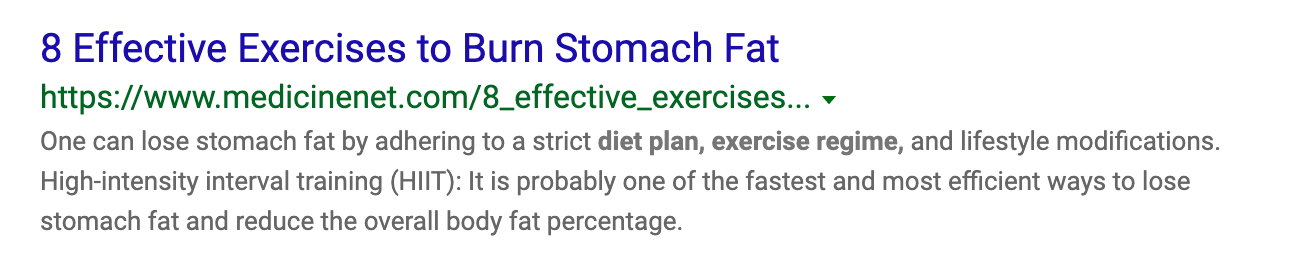 8 Effective Exercises to Burn Stomach Fat
https://www.medicinenet.com/8_effective_exercises...
One can lose stomach fat by adhering to a strict diet plan, exercise regime, and lifestyle modifications.
High-intensity interval training (HIIT): It is probably one of the fastest and most efficient ways to lose
stomach fat and reduce the overall body fat percentage.